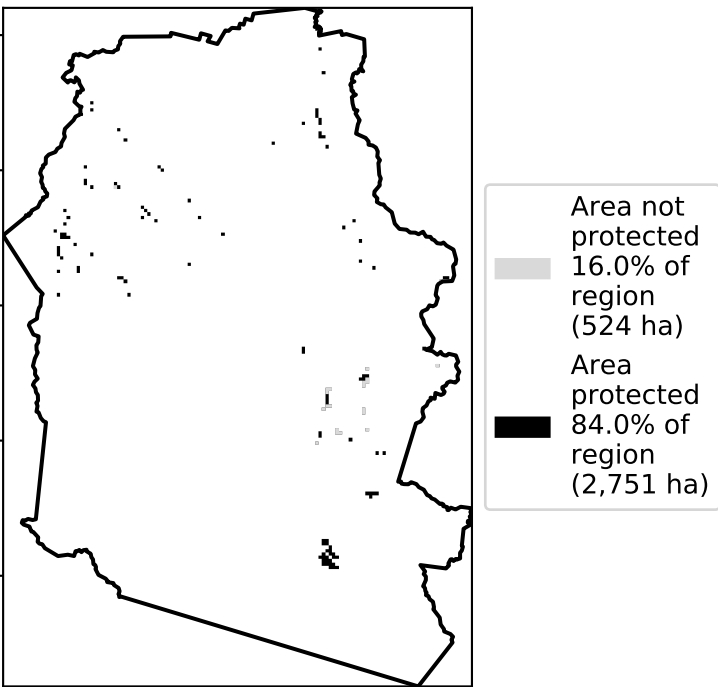 Area not
protected
16.0% of
region
(524 ha)
Area
protected
84.0% of
region
(2,751 ha)